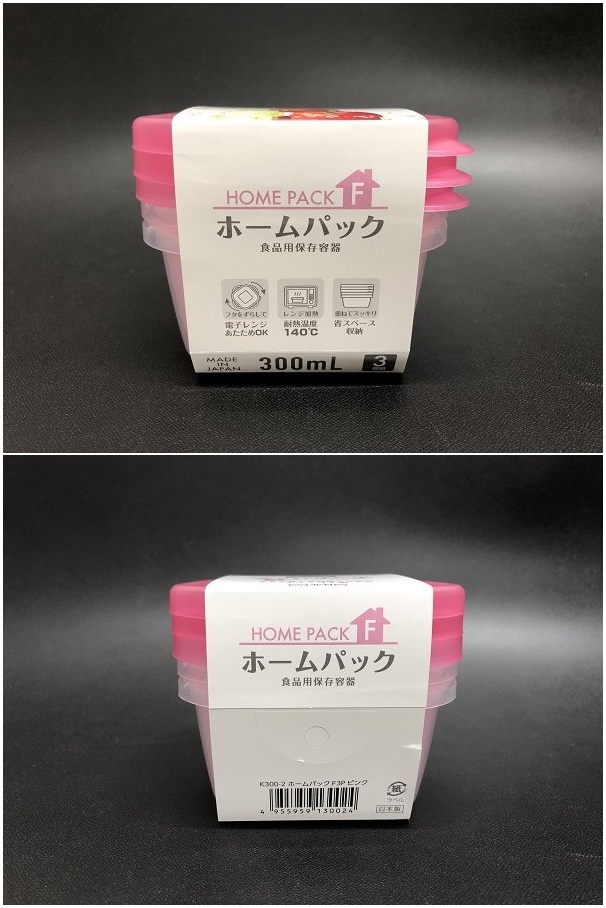 HOME PACK F
ホームパック
食品用保存容器
フタをずらして
電子レンジ
あたためOK
レンジ加熱
耐熱温度
140℃
重ねてスッキリ
省スペース
収納
MADE
IN
JAPAN
300mL
3
HOME PACK F
ホームパック
食品用保存容器
K300-2 ホームパック F3P ピンク
4 955959 130024
紙
ラベル
日本製